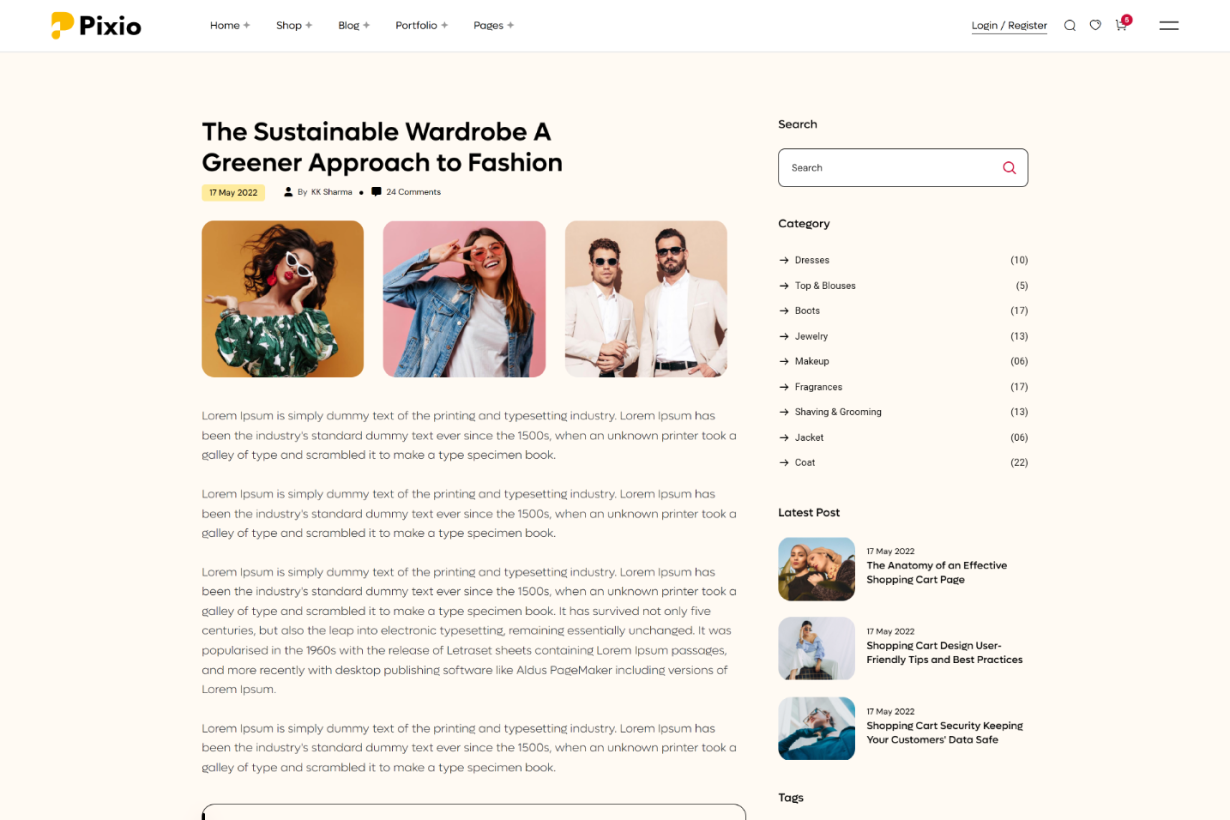 Pixio
Home + Shop + Blog + Portfolio + Pages +
Login / Register
5
The Sustainable Wardrobe A
Greener Approach to Fashion
17 May 2022 By KK Sharma • 24 Comments
Lorem Ipsum is simply dummy text of the printing and typesetting industry. Lorem Ipsum has
been the industry's standard dummy text ever since the 1500s, when an unknown printer took a
galley of type and scrambled it to make a type specimen book.
Lorem Ipsum is simply dummy text of the printing and typesetting industry. Lorem Ipsum has
been the industry's standard dummy text ever since the 1500s, when an unknown printer took a
galley of type and scrambled it to make a type specimen book.
Lorem Ipsum is simply dummy text of the printing and typesetting industry. Lorem Ipsum has
been the industry's standard dummy text ever since the 1500s, when an unknown printer took a
galley of type and scrambled it to make a type specimen book. It has survived not only five
centuries, but also the leap into electronic typesetting, remaining essentially unchanged. It was
popularised in the 1960s with the release of Letraset sheets containing Lorem Ipsum passages,
and more recently with desktop publishing software like Aldus PageMaker including versions of
Lorem Ipsum.
Lorem Ipsum is simply dummy text of the printing and typesetting industry. Lorem Ipsum has
been the industry's standard dummy text ever since the 1500s, when an unknown printer took a
galley of type and scrambled it to make a type specimen book.
Search
Search
Category
→ Dresses (10)
→ Top & Blouses (5)
→ Boots (17)
→ Jewelry (13)
→ Makeup (06)
→ Fragrances (17)
→ Shaving & Grooming (13)
→ Jacket (06)
→ Coat (22)
Latest Post
17 May 2022
The Anatomy of an Effective
Shopping Cart Page
17 May 2022
Shopping Cart Design User-
Friendly Tips and Best Practices
17 May 2022
Shopping Cart Security Keeping
Your Customers' Data Safe
Tags